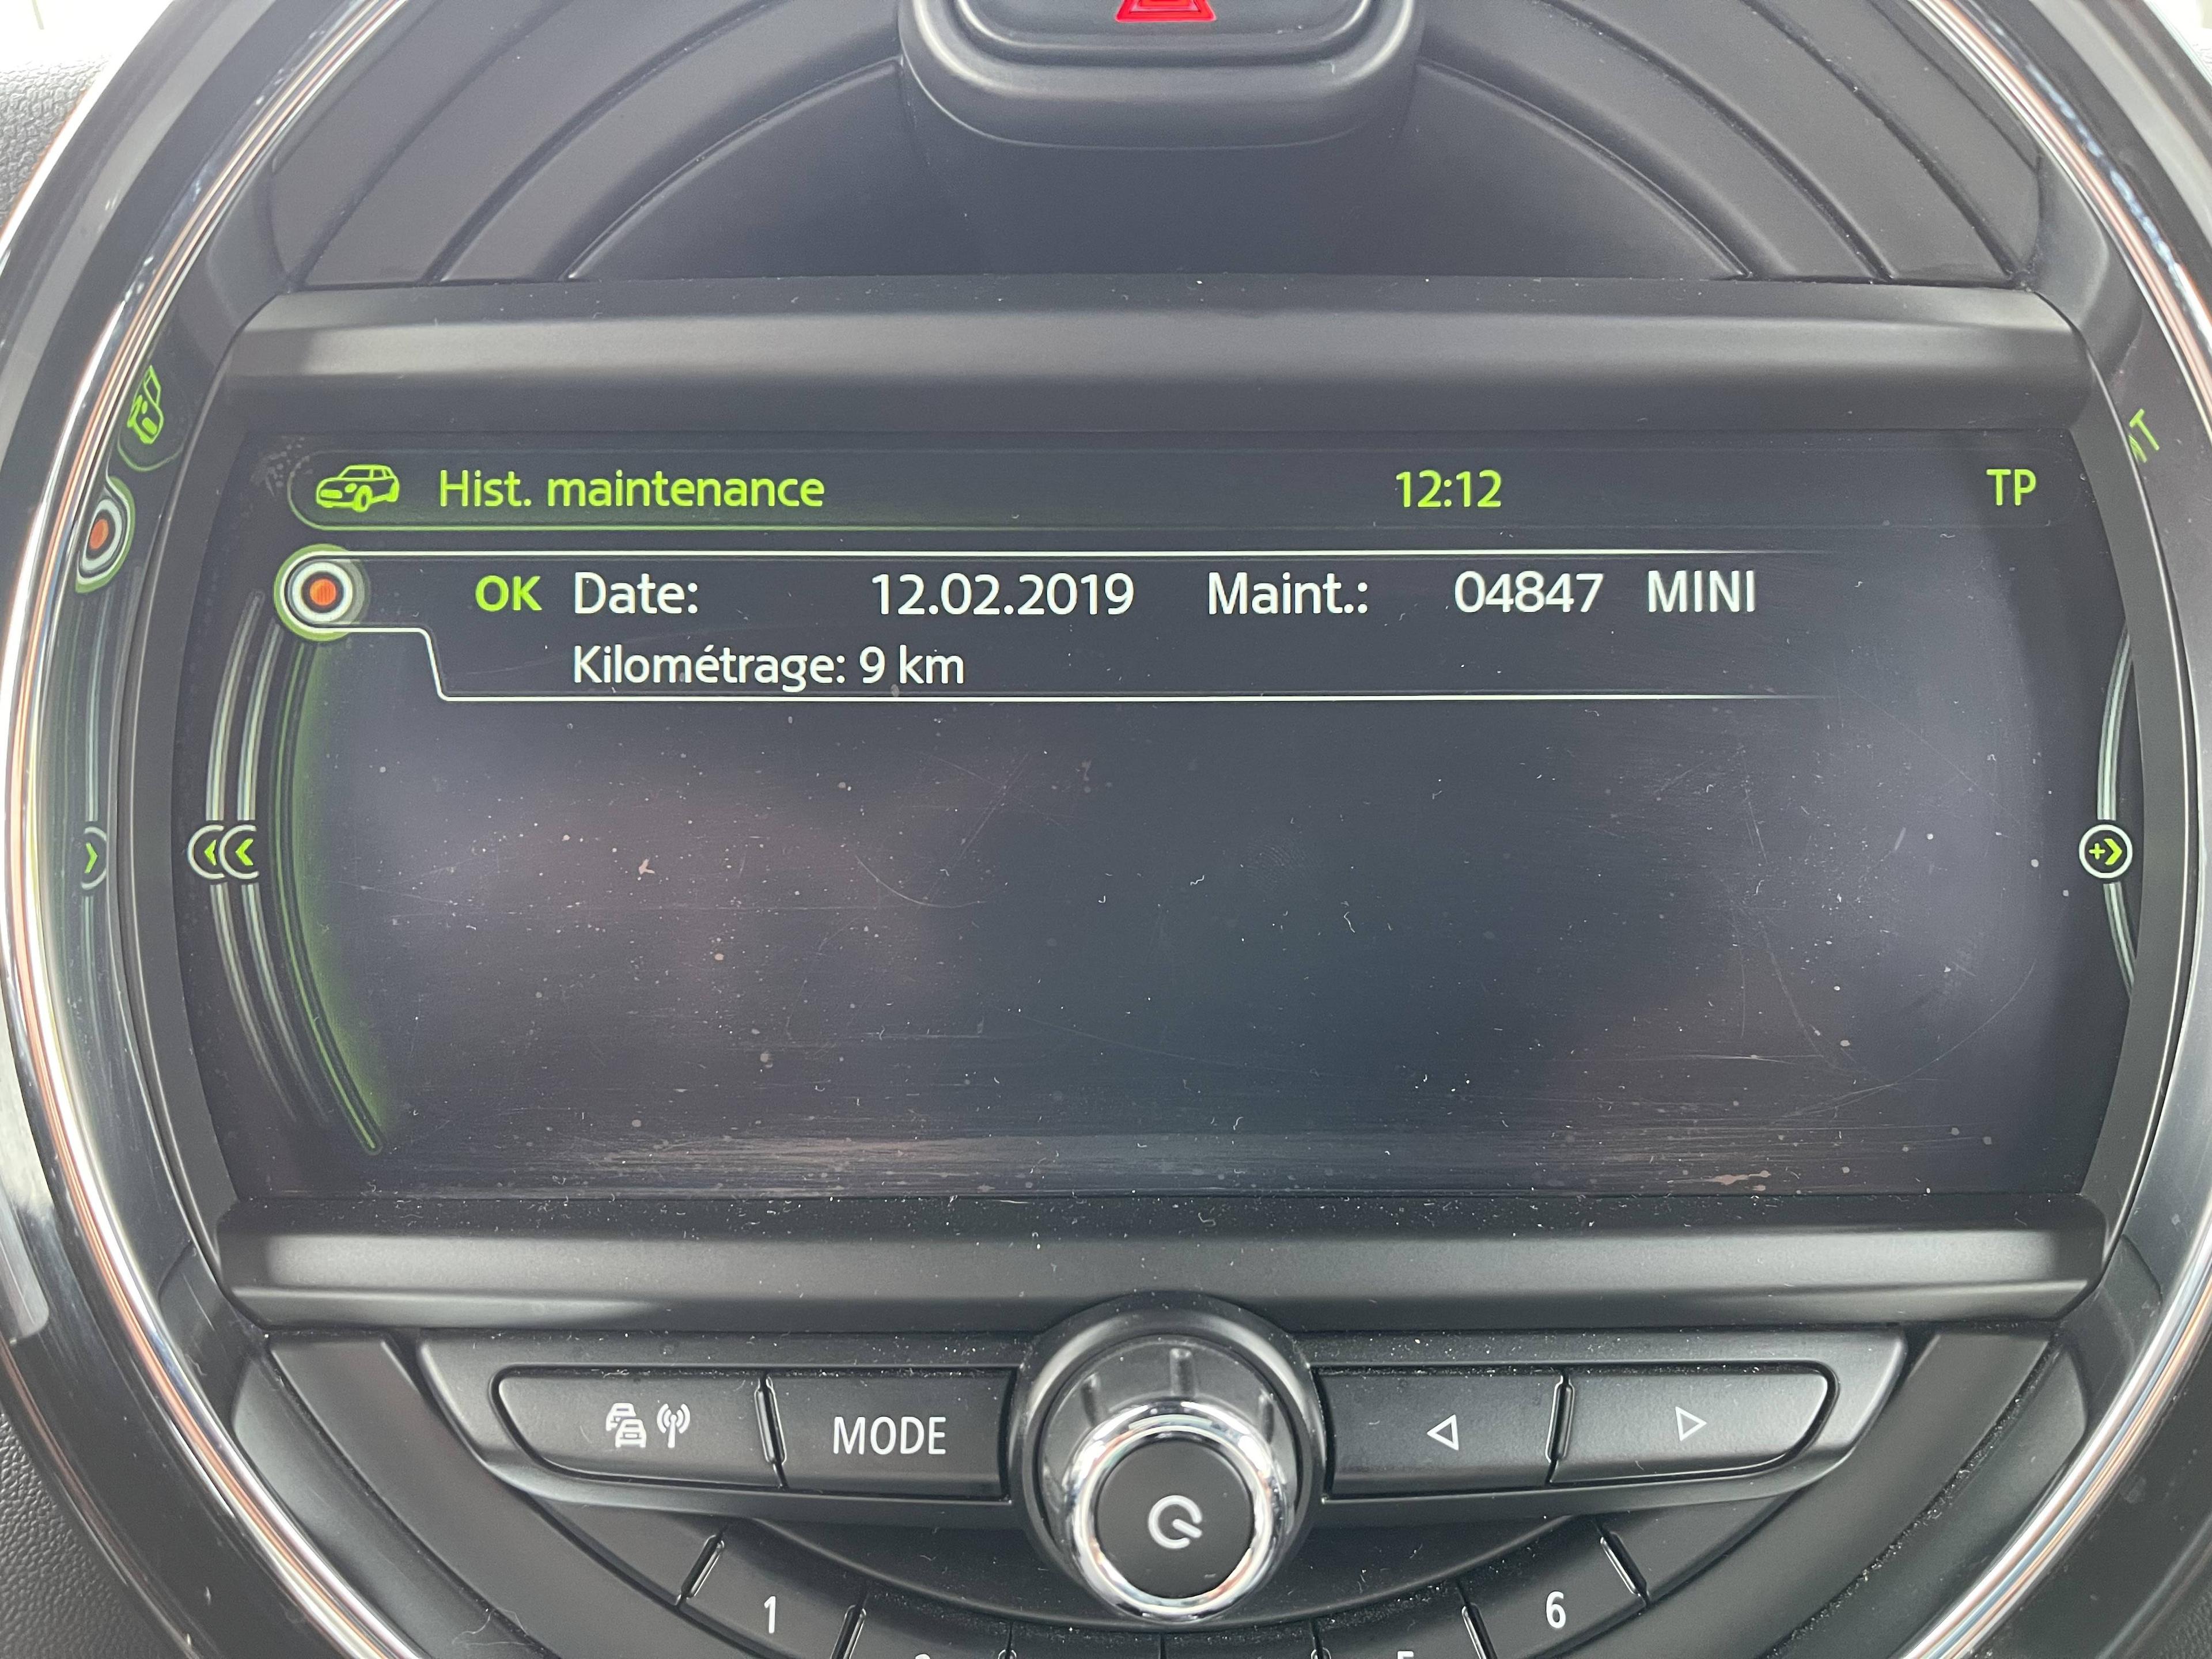 Hist. maintenance 12:12 TP
OK Date: 12.02.2019 Maint.: 04847 MINI
Kilométrage: 9 km
MODE
1
6